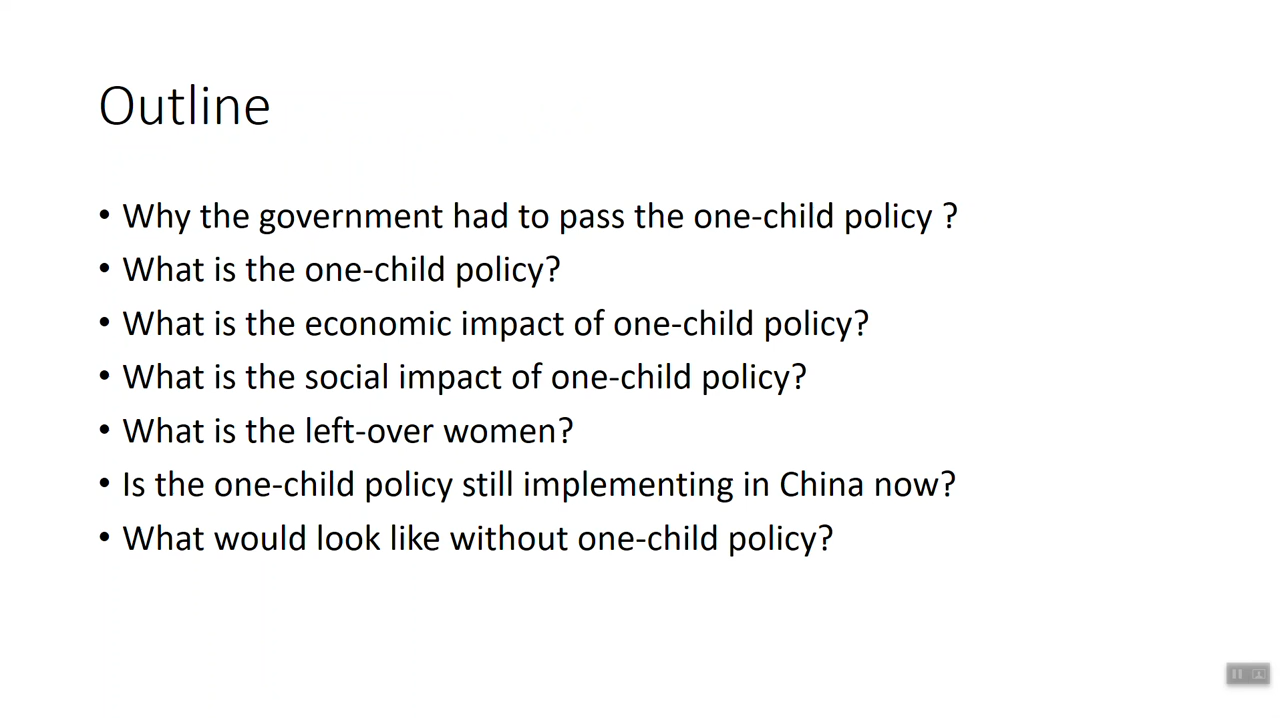 Outline
• Why the government had to pass the one-child policy ?
• What is the one-child policy?
• What is the economic impact of one-child policy?
• What is the social impact of one-child policy?
• What is the left-over women?
• Is the one-child policy still implementing in China now?
• What would look like without one-child policy?